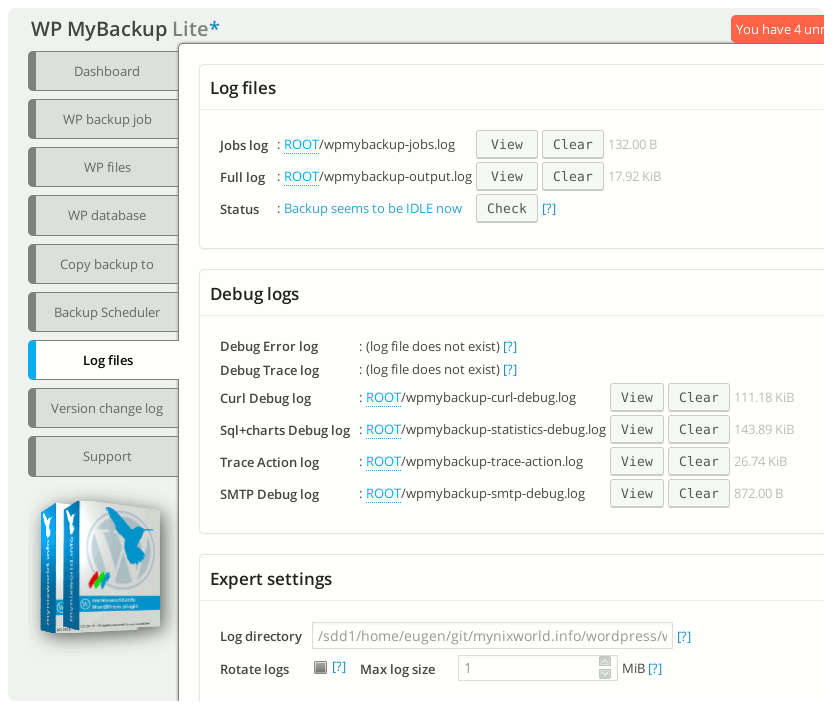 WP MyBackup Lite*
You have 4 unr
Dashboard
WP backup job
WP files
WP database
Copy backup to
Backup Scheduler
Log files
Version change log
Support
Log files
Jobs log : ROOT/wpmybackup-jobs.log View Clear 132.00 B
Full log : ROOT/wpmybackup-output.log View Clear 17.92 KiB
Status : Backup seems to be IDLE now Check [?]
Debug logs
Debug Error log : (log file does not exist) [?]
Debug Trace log : (log file does not exist) [?]
Curl Debug log : ROOT/wpmybackup-curl-debug.log View Clear 111.18 KiB
Sql+charts Debug log : ROOT/wpmybackup-statistics-debug.log View Clear 143.89 KiB
Trace Action log : ROOT/wpmybackup-trace-action.log View Clear 26.74 KiB
SMTP Debug log : ROOT/wpmybackup-smtp-debug.log View Clear 872.00 B
Expert settings
Log directory /sdd1/home/eugen/git/mynixworld.info/wordpress/v [?]
Rotate logs [?] Max log size 1 MiB [?]
mynixworld.info
WordPress plugin
mynixworld.info